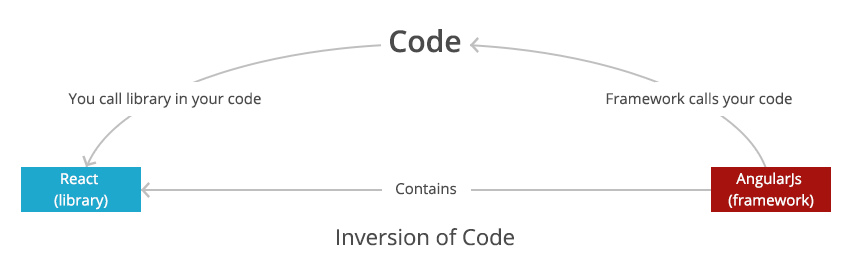 Code
You call library in your code
Framework calls your code
React
(library)
Contains
AngularJs
(framework)
Inversion of Code